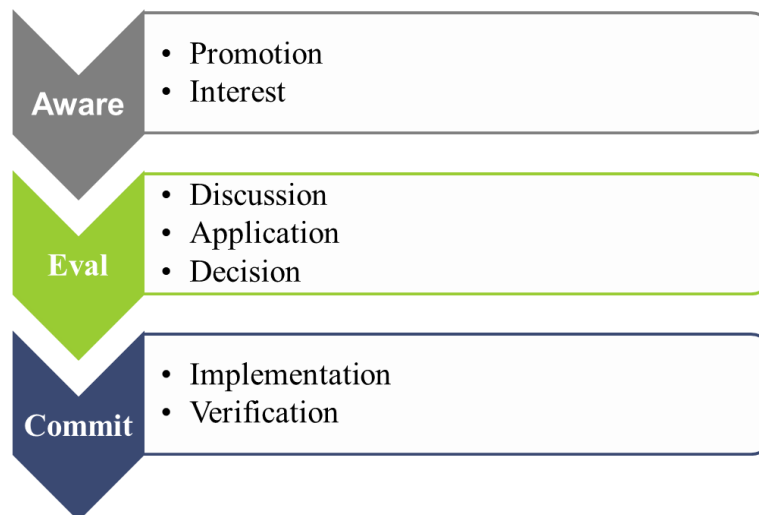 Aware
• Promotion
• Interest
Eval
• Discussion
• Application
• Decision
Commit
• Implementation
• Verification